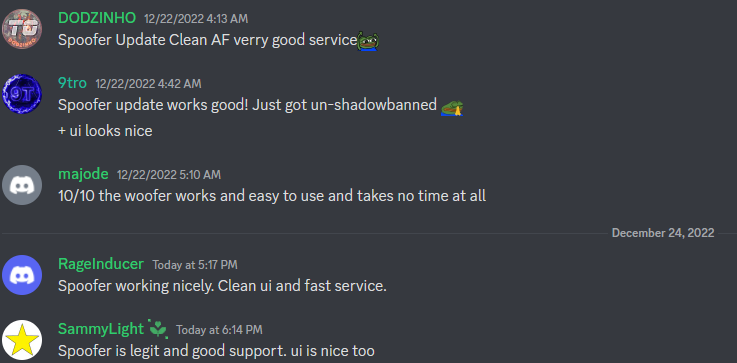 DODZINHO 12/22/2022 4:13 AM
Spoofer Update Clean AF verry good service
TG
DODZINHO
9tro 12/22/2022 4:42 AM
Spoofer update works good! Just got un-shadowbanned
9T
+ ui looks nice
majode 12/22/2022 5:10 AM
10/10 the woofer works and easy to use and takes no time at all
December 24, 2022
RageInducer Today at 5:17 PM
Spoofer working nicely. Clean ui and fast service.
SammyLight Today at 6:14 PM
Spoofer is legit and good support. ui is nice too